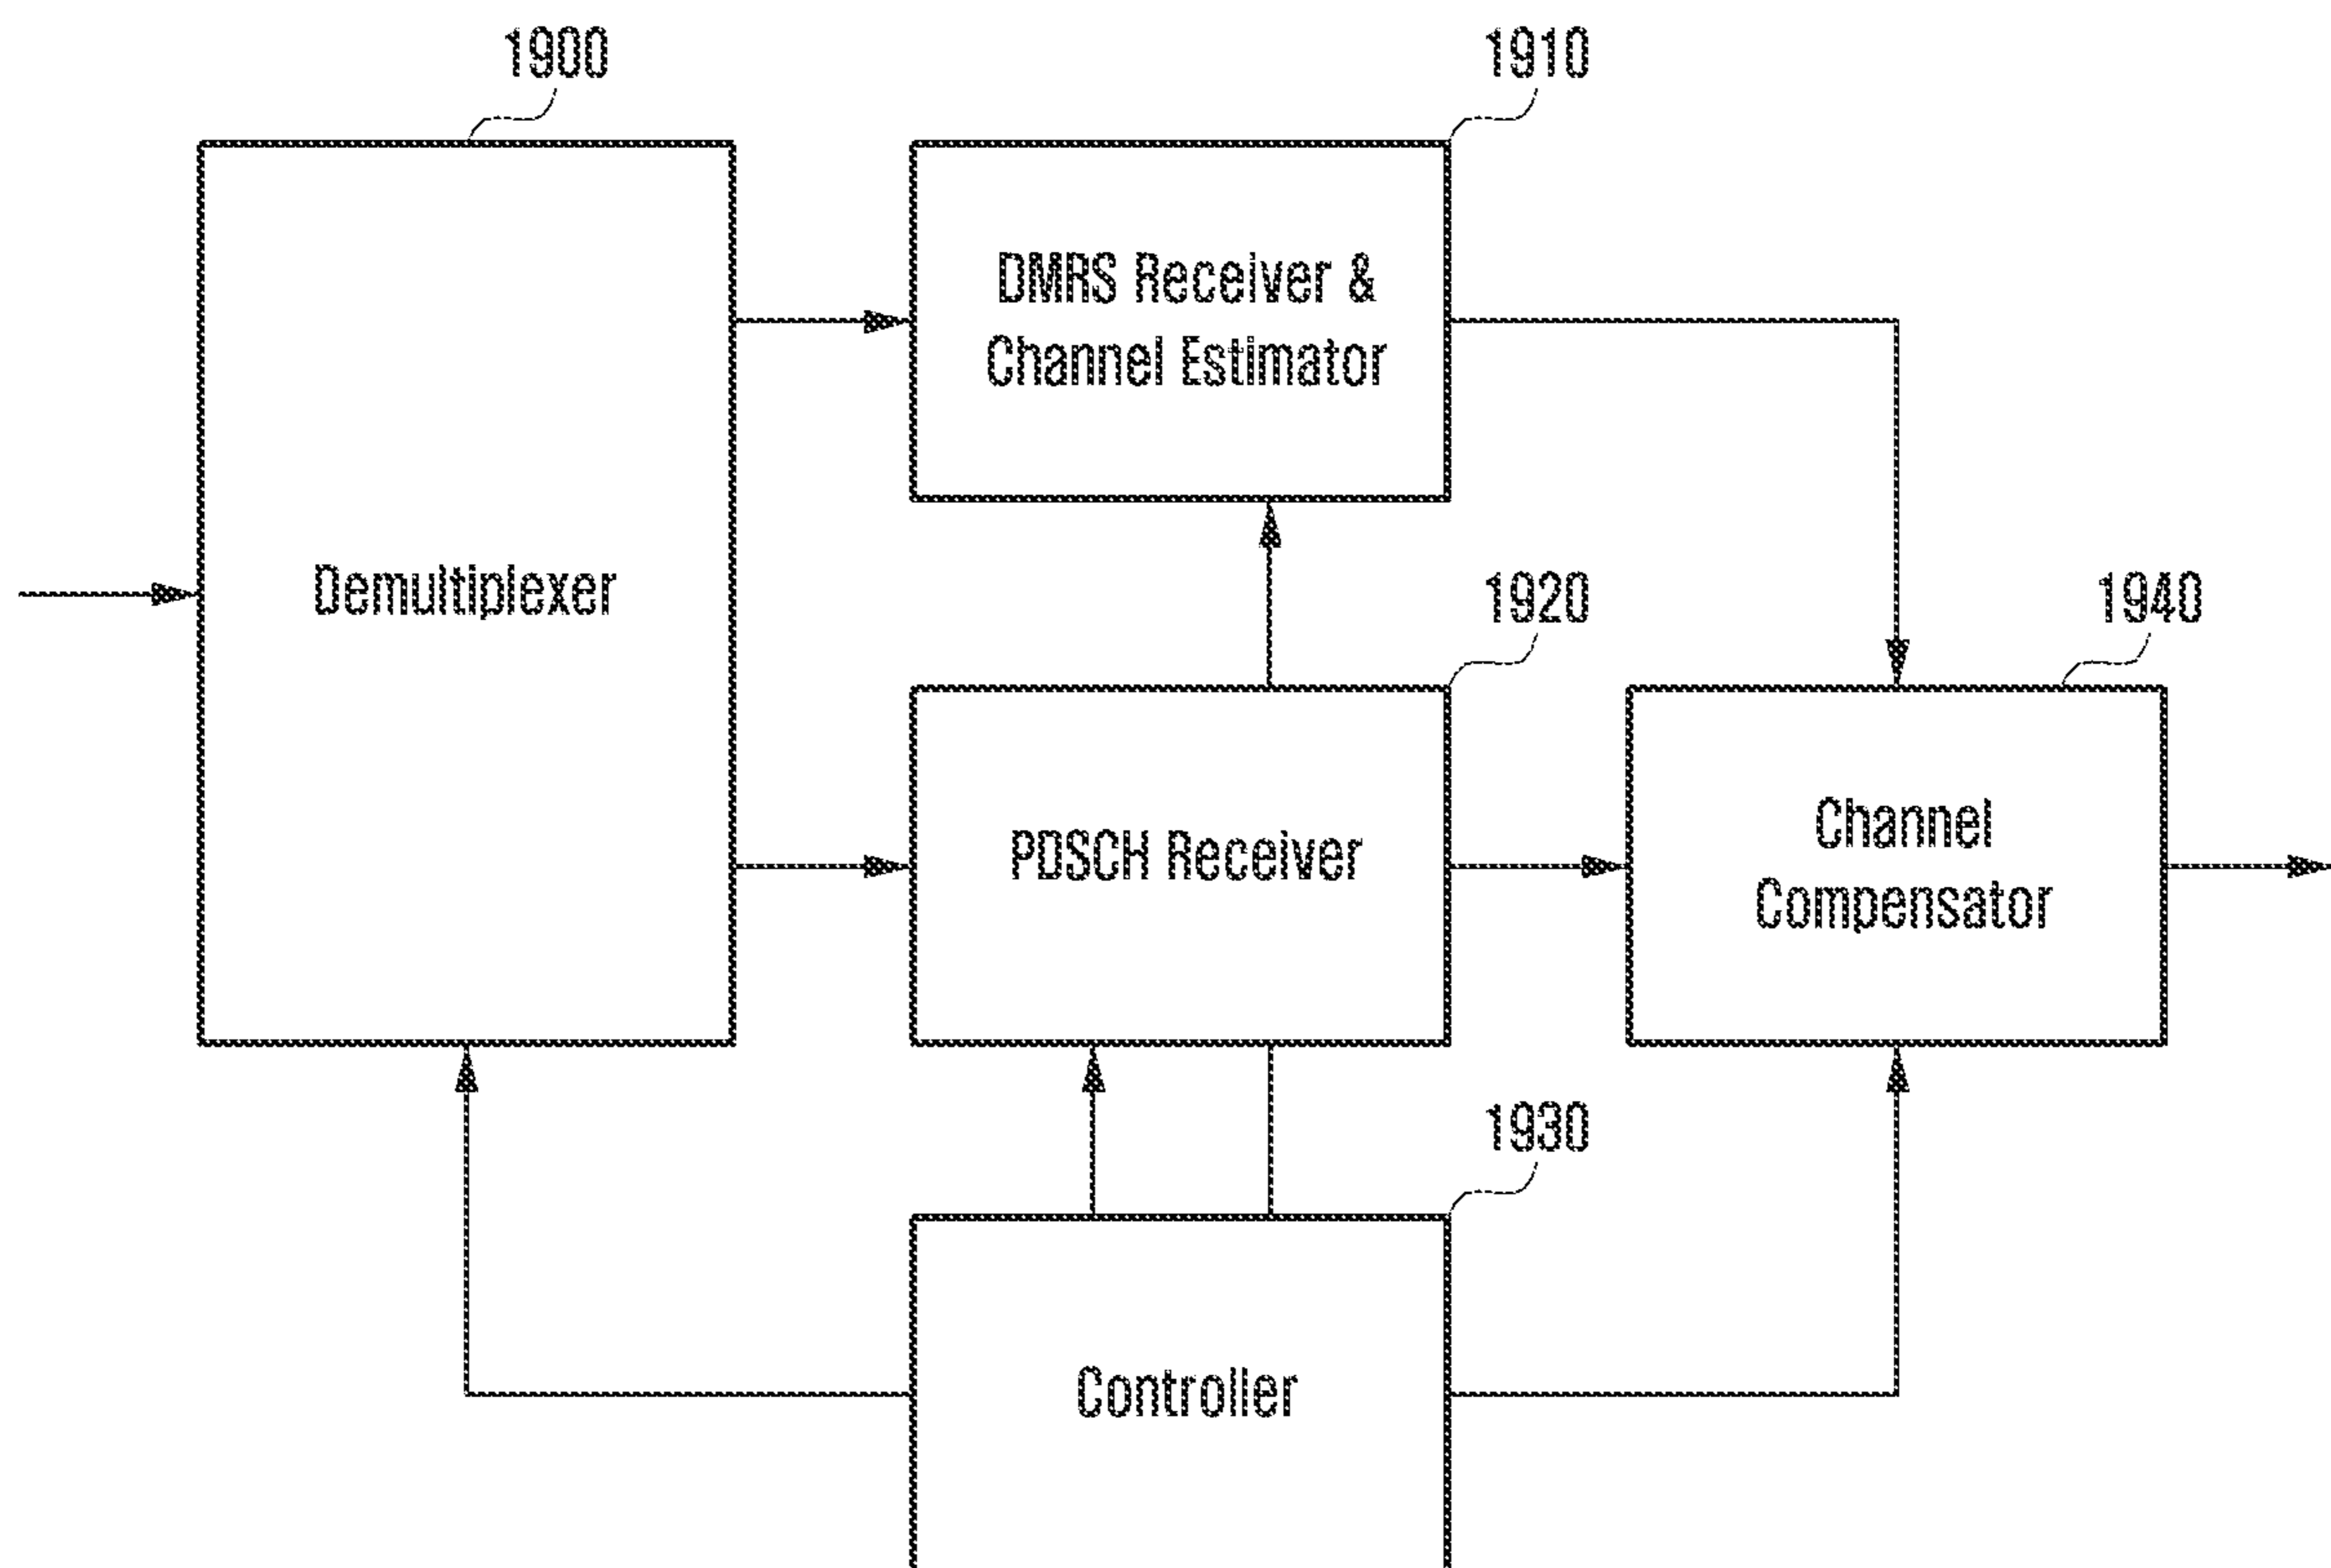 1900
1910
DMRS Receiver &
Channel Estimator
Demultiplexer
1920
1940
PDSCH Receiver
Channel
Compensator
1930
Controller